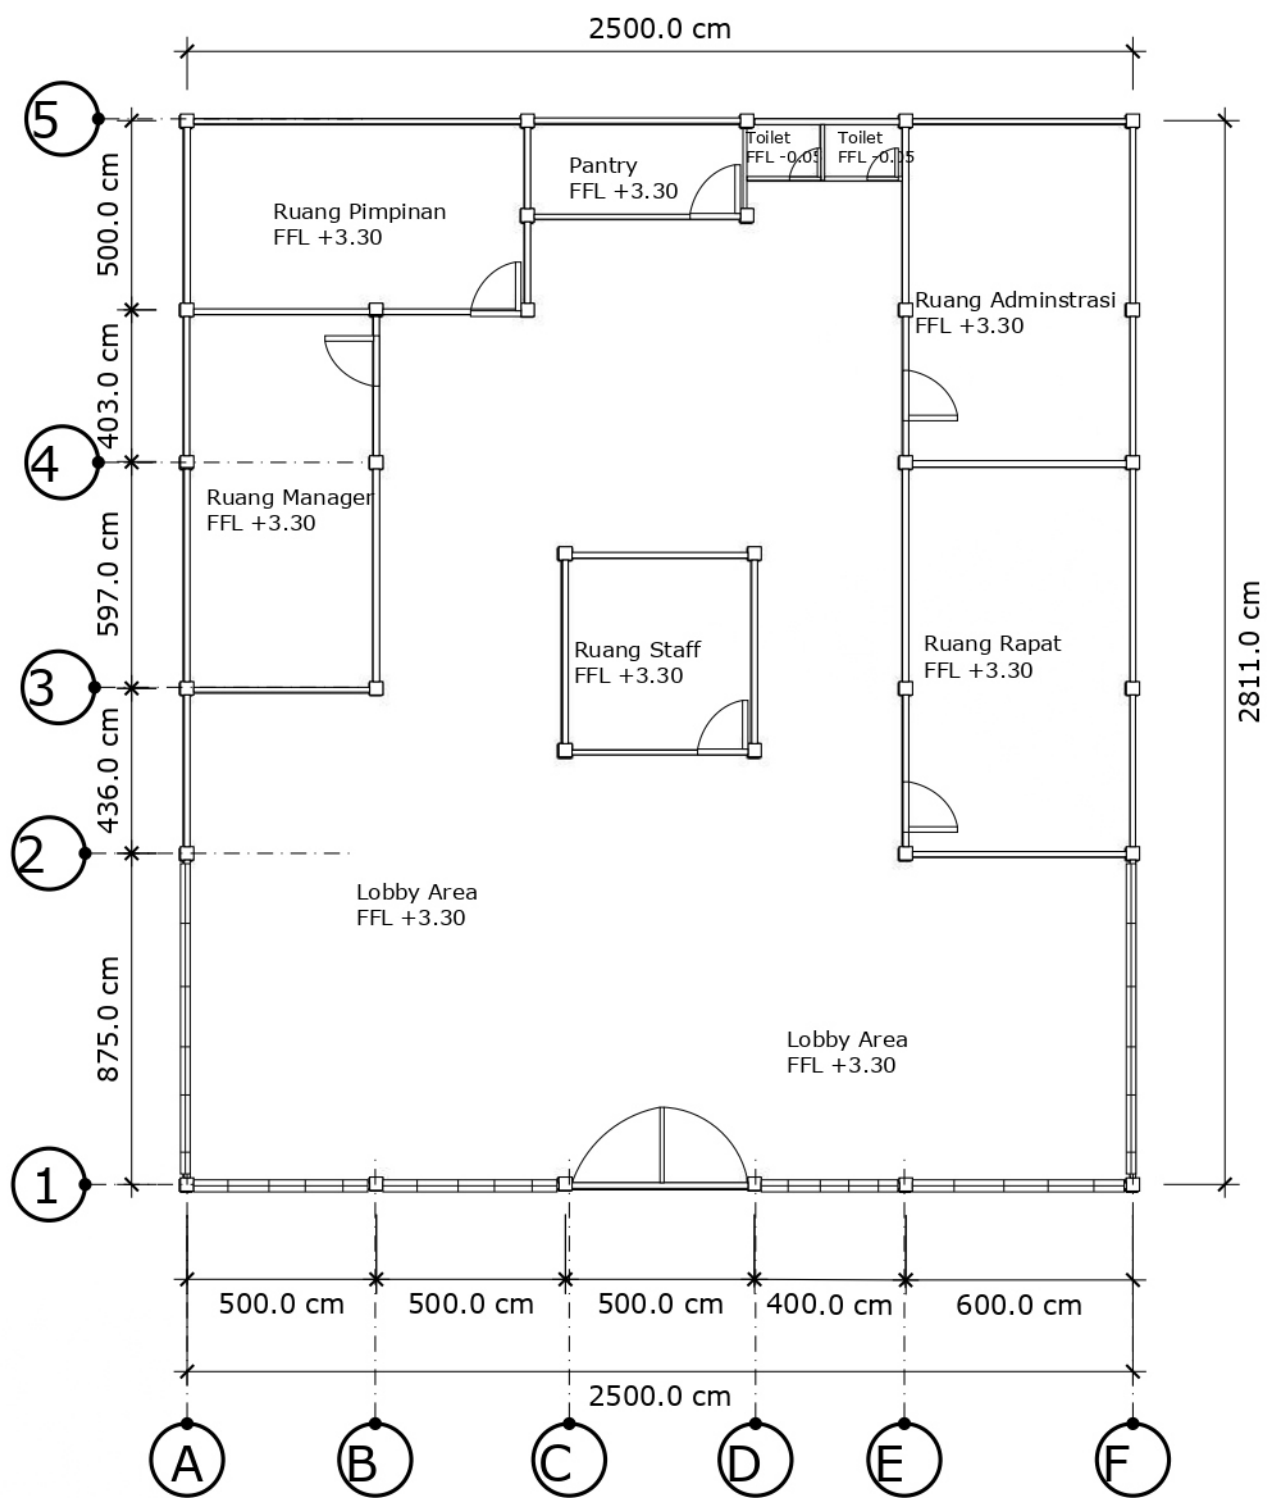 2500.0 cm
5
Toilet
FFL -0.05
Toilet
FFL -0.05
Pantry
FFL +3.30
Ruang Pimpinan
FFL +3.30
500.0 cm
Ruang Adminstrasi
FFL +3.30
403.0 cm
4
Ruang Manager
FFL +3.30
597.0 cm
Ruang Staff
FFL +3.30
Ruang Rapat
FFL +3.30
2811.0 cm
3
436.0 cm
2
Lobby Area
FFL +3.30
875.0 cm
Lobby Area
FFL +3.30
1
500.0 cm
500.0 cm
500.0 cm
400.0 cm
600.0 cm
2500.0 cm
A
B
C
D
E
F